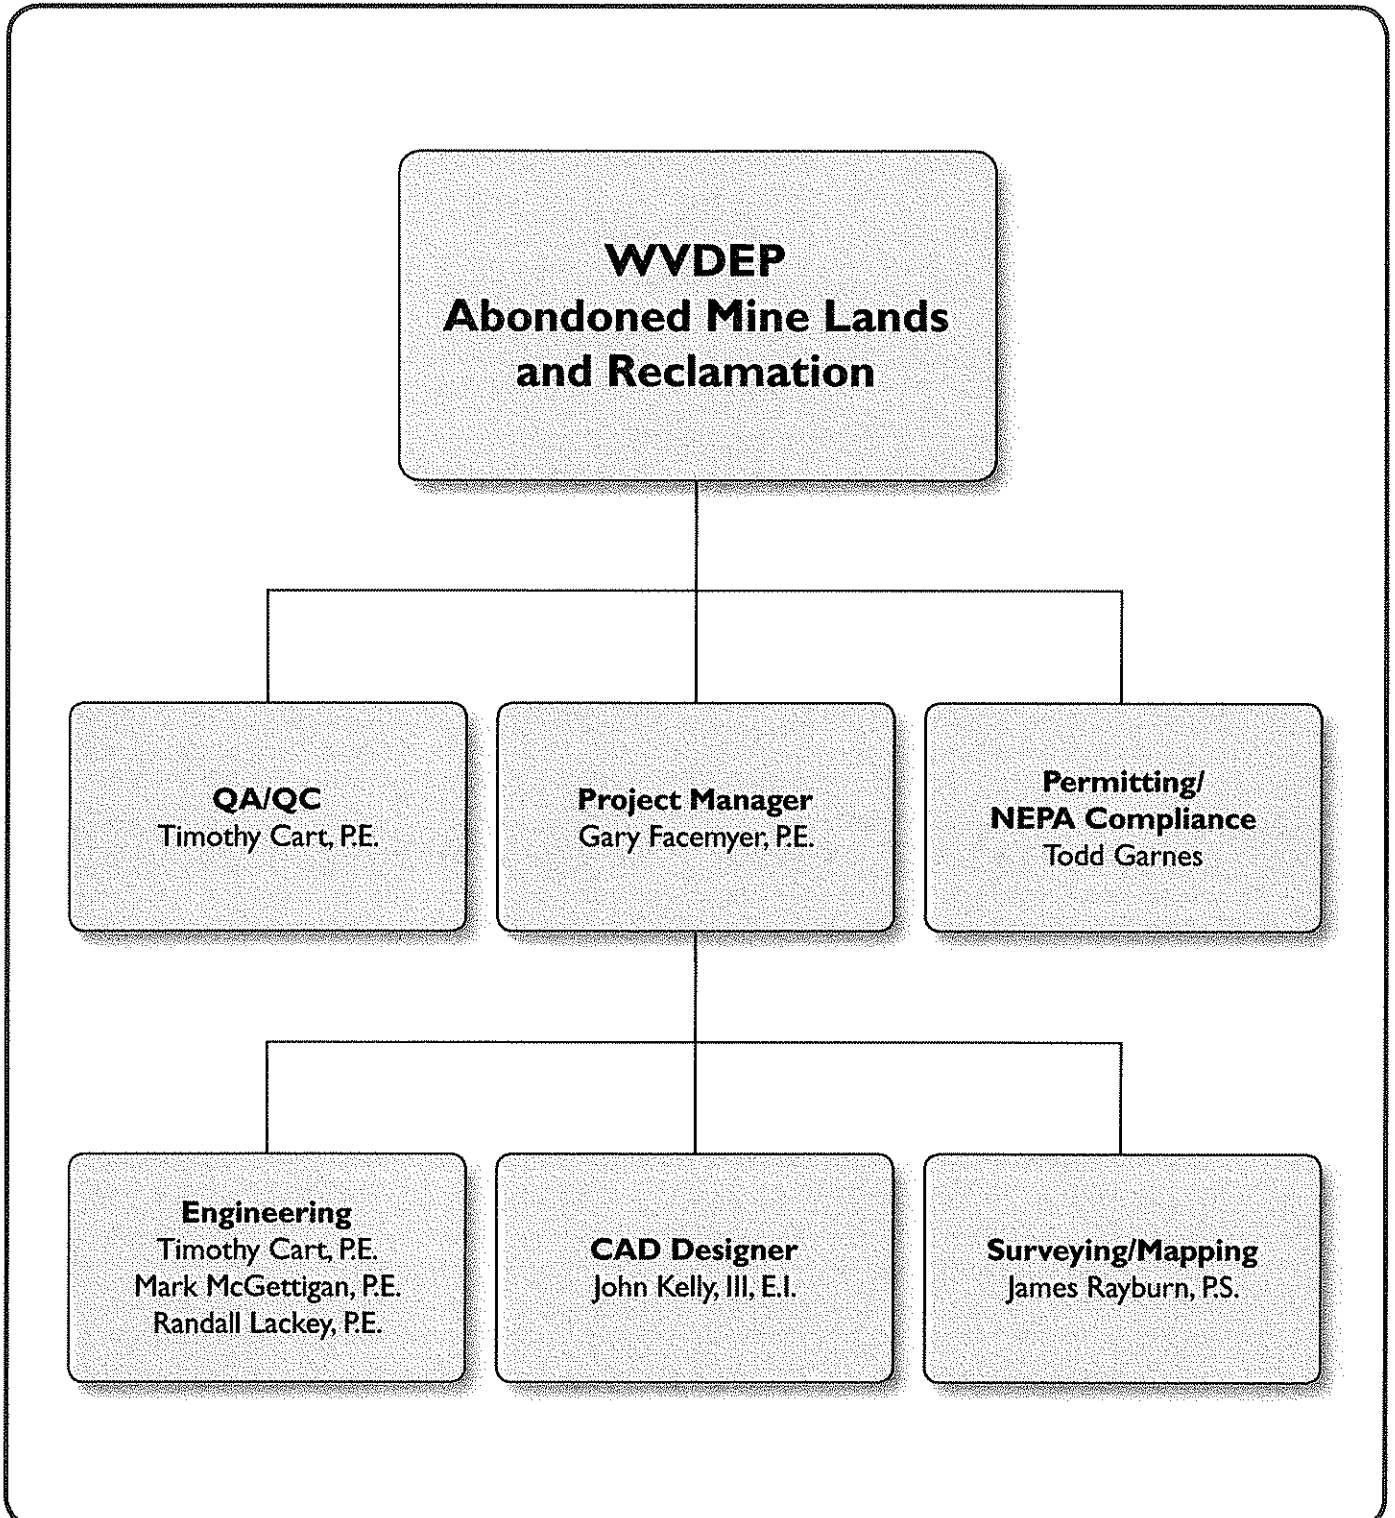 WVDEP
Abondoned Mine Lands
and Reclamation
QA/QC
Timothy Cart, P.E.
Project Manager
Gary Facemyer, P.E.
Permitting/
NEPA Compliance
Todd Garnes
Engineering
Timothy Cart, P.E.
Mark McGettigan, P.E.
Randall Lackey, P.E.
CAD Designer
John Kelly, III, E.I.
Surveying/Mapping
James Rayburn, P.S.